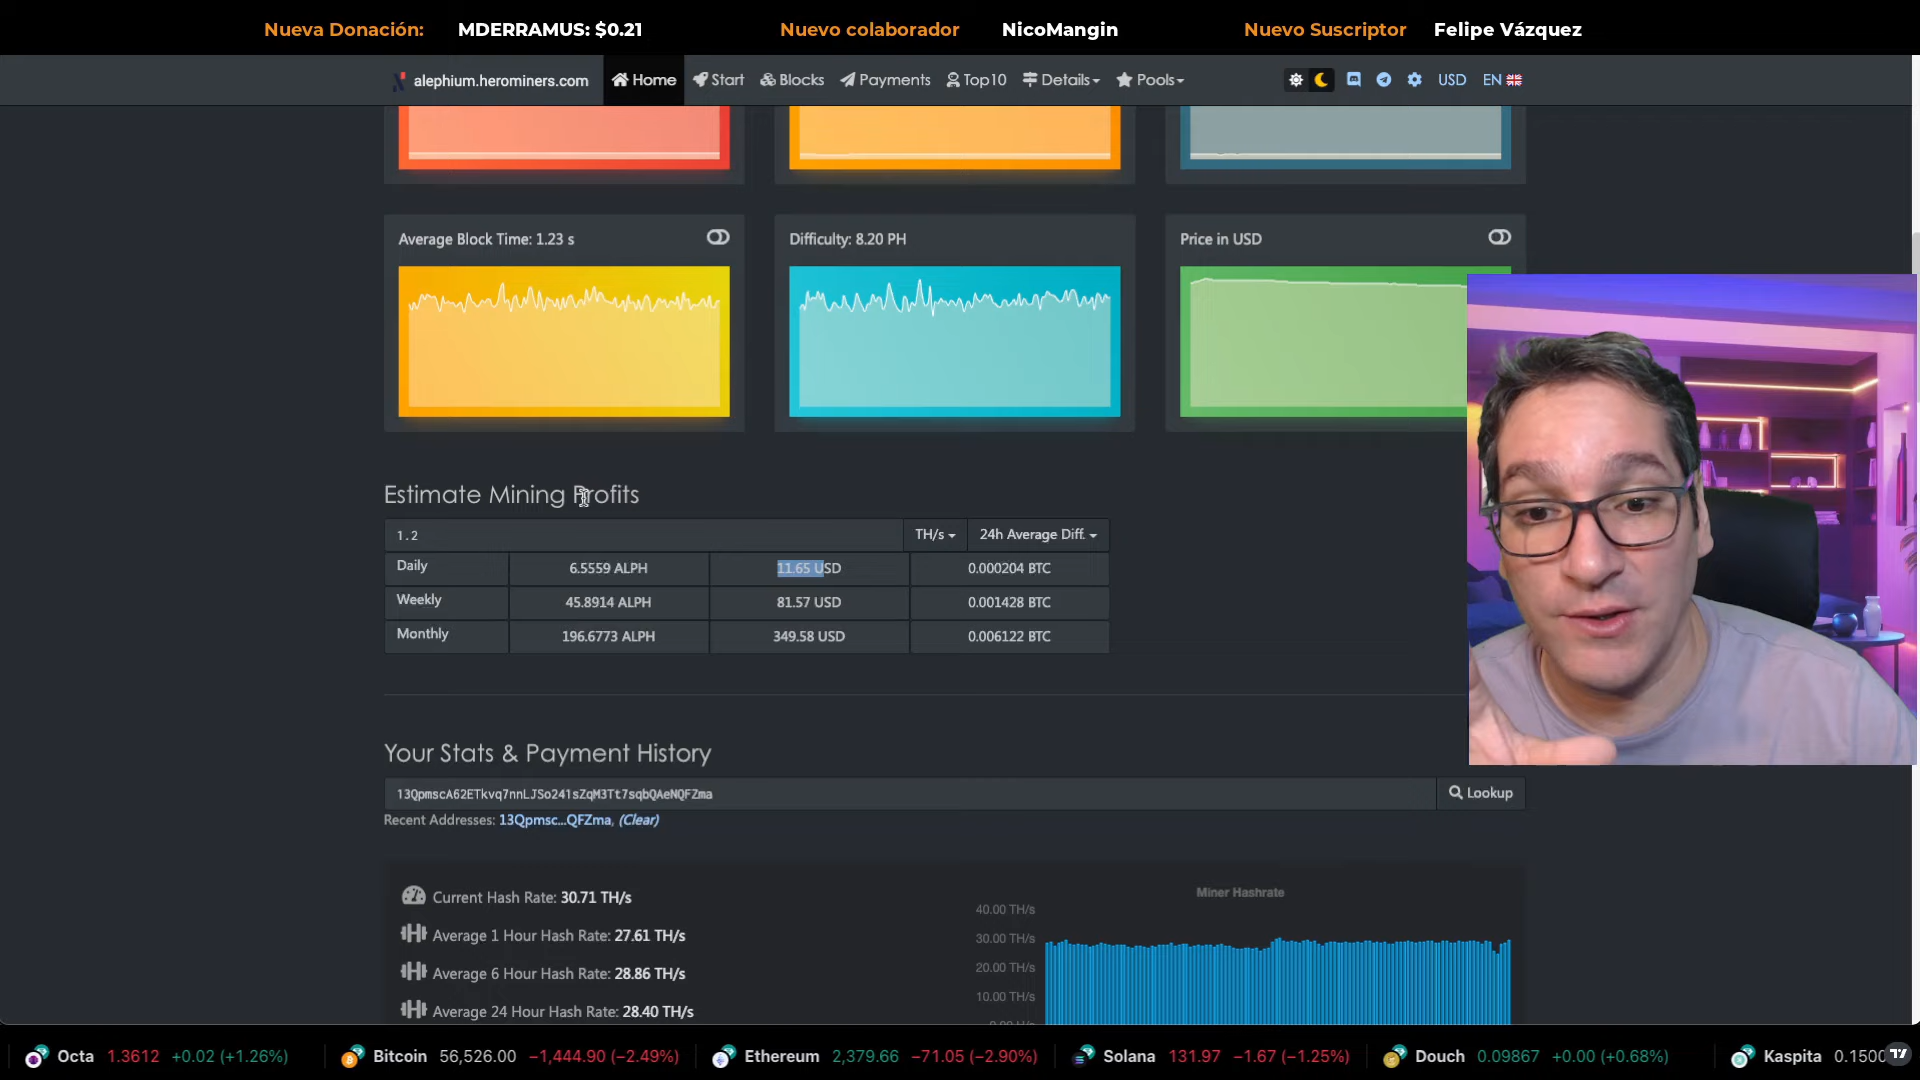 Nueva Donación: MDERRAMUS: $0.21 Nuevo colaborador NicoMangin Nuevo Suscriptor Felipe Vázquez
alephium.herominers.com Home Start Blocks Payments Top10 Details Pools USD EN
Average Block Time: 1.23 s
Difficulty: 8.20 PH
Price in USD
Estimate Mining Profits
1.2 TH/s 24h Average Diff.
Daily 6.5559 ALPH 11.65 USD 0.000204 BTC
Weekly 45.8914 ALPH 81.57 USD 0.001428 BTC
Monthly 196.6773 ALPH 349.58 USD 0.006122 BTC
Your Stats & Payment History
13QpmscA62ETkvq7nnLJSo241sZqM3Tt7sqbQAeNQFZma Lookup
Recent Addresses: 13Qpmsc...QFZma, (Clear)
Current Hash Rate: 30.71 TH/s
Average 1 Hour Hash Rate: 27.61 TH/s
Average 6 Hour Hash Rate: 28.86 TH/s
Average 24 Hour Hash Rate: 28.40 TH/s
Miner Hashrate
40.00 TH/s
30.00 TH/s
20.00 TH/s
10.00 TH/s
Octa 1.3612 +0.02 (+1.26%) Bitcoin 56,526.00 −1,444.90 (−2.49%) Ethereum 2,379.66 −71.05 (−2.90%) Solana 131.97 −1.67 (−1.25%) Douch 0.09867 +0.00 (+0.68%) Kaspita 0.1500